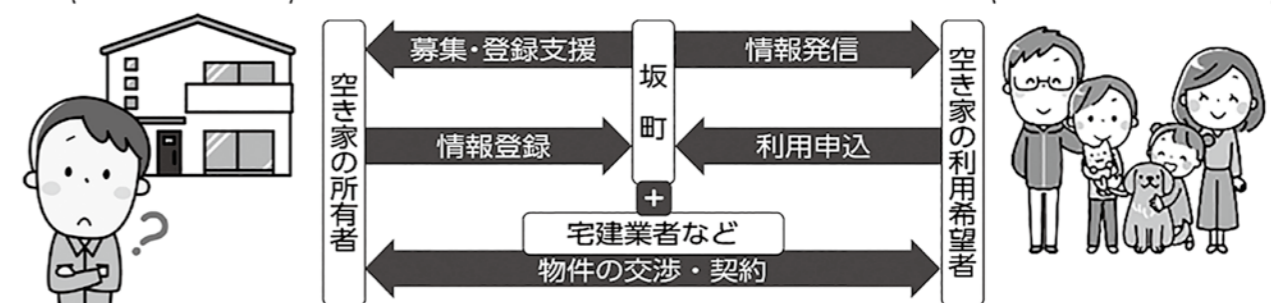 空き家の所有者
募集・登録支援
坂町
情報発信
空き家の利用希望者
情報登録
利用申込
+
宅建業者など
物件の交渉・契約
?